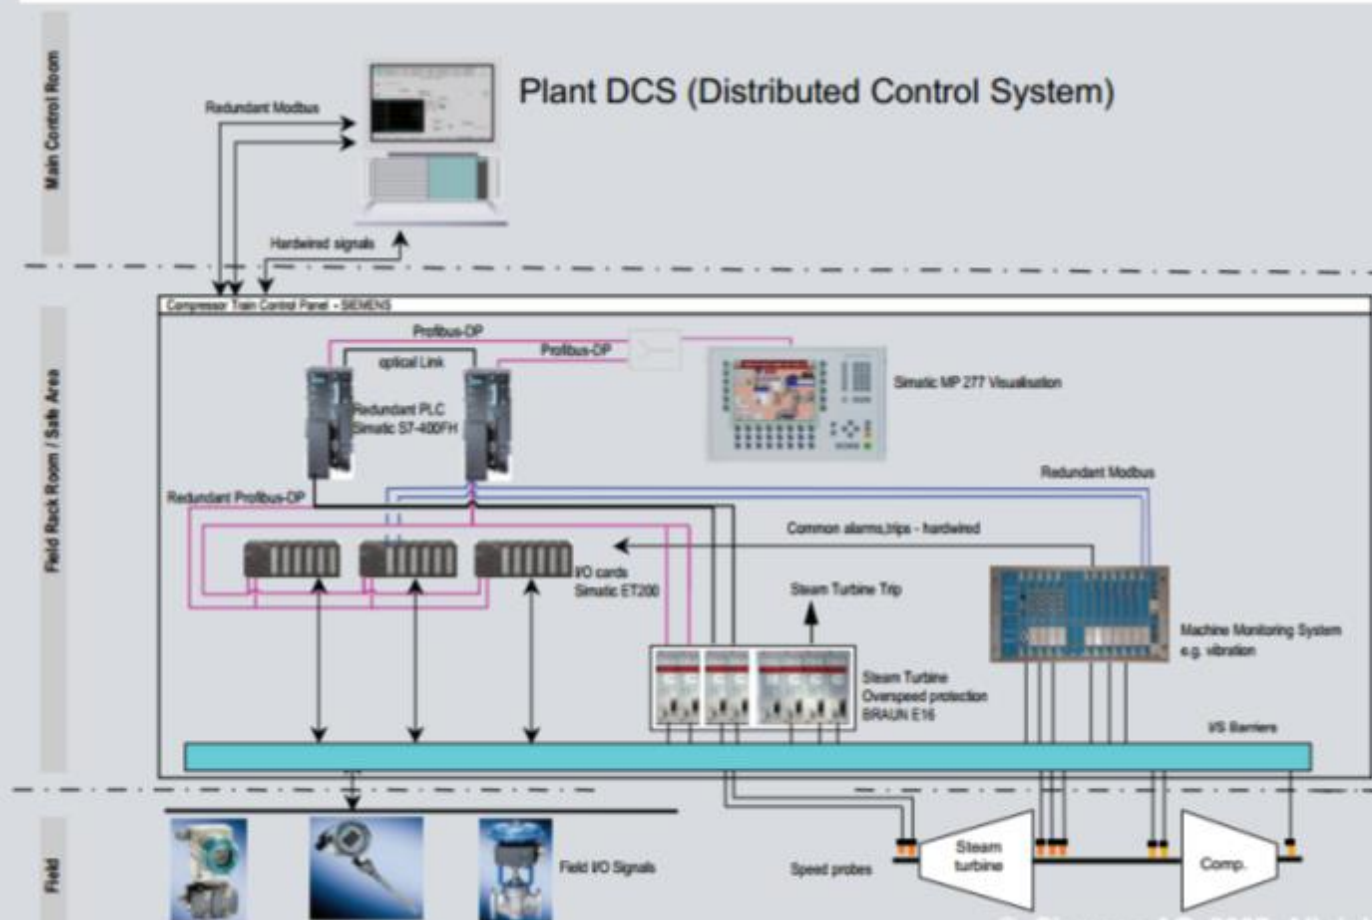 Main Control Room
Plant DCS (Distributed Control System)
Redundant Modbus
Hardwired signals
Field Rack Room / Safe Area
Compressor Train Control Panel - SIEMENS
Profibus-DP
optical Link
Profibus-DP
Simatic MP 277 Visualisation
Redundant PLC
Simatic S7-400FH
Redundant Modbus
Redundant Profibus-DP
Common alarms,trips - hardwired
I/O cards
Simatic ET200
Steam Turbine Trip
Machine Monitoring System
e.g. vibration
Steam Turbine
Overspeed protection
BRAUN E16
I/S Barriers
Field
Field I/O Signals
Speed probes
Steam
turbine
Comp.